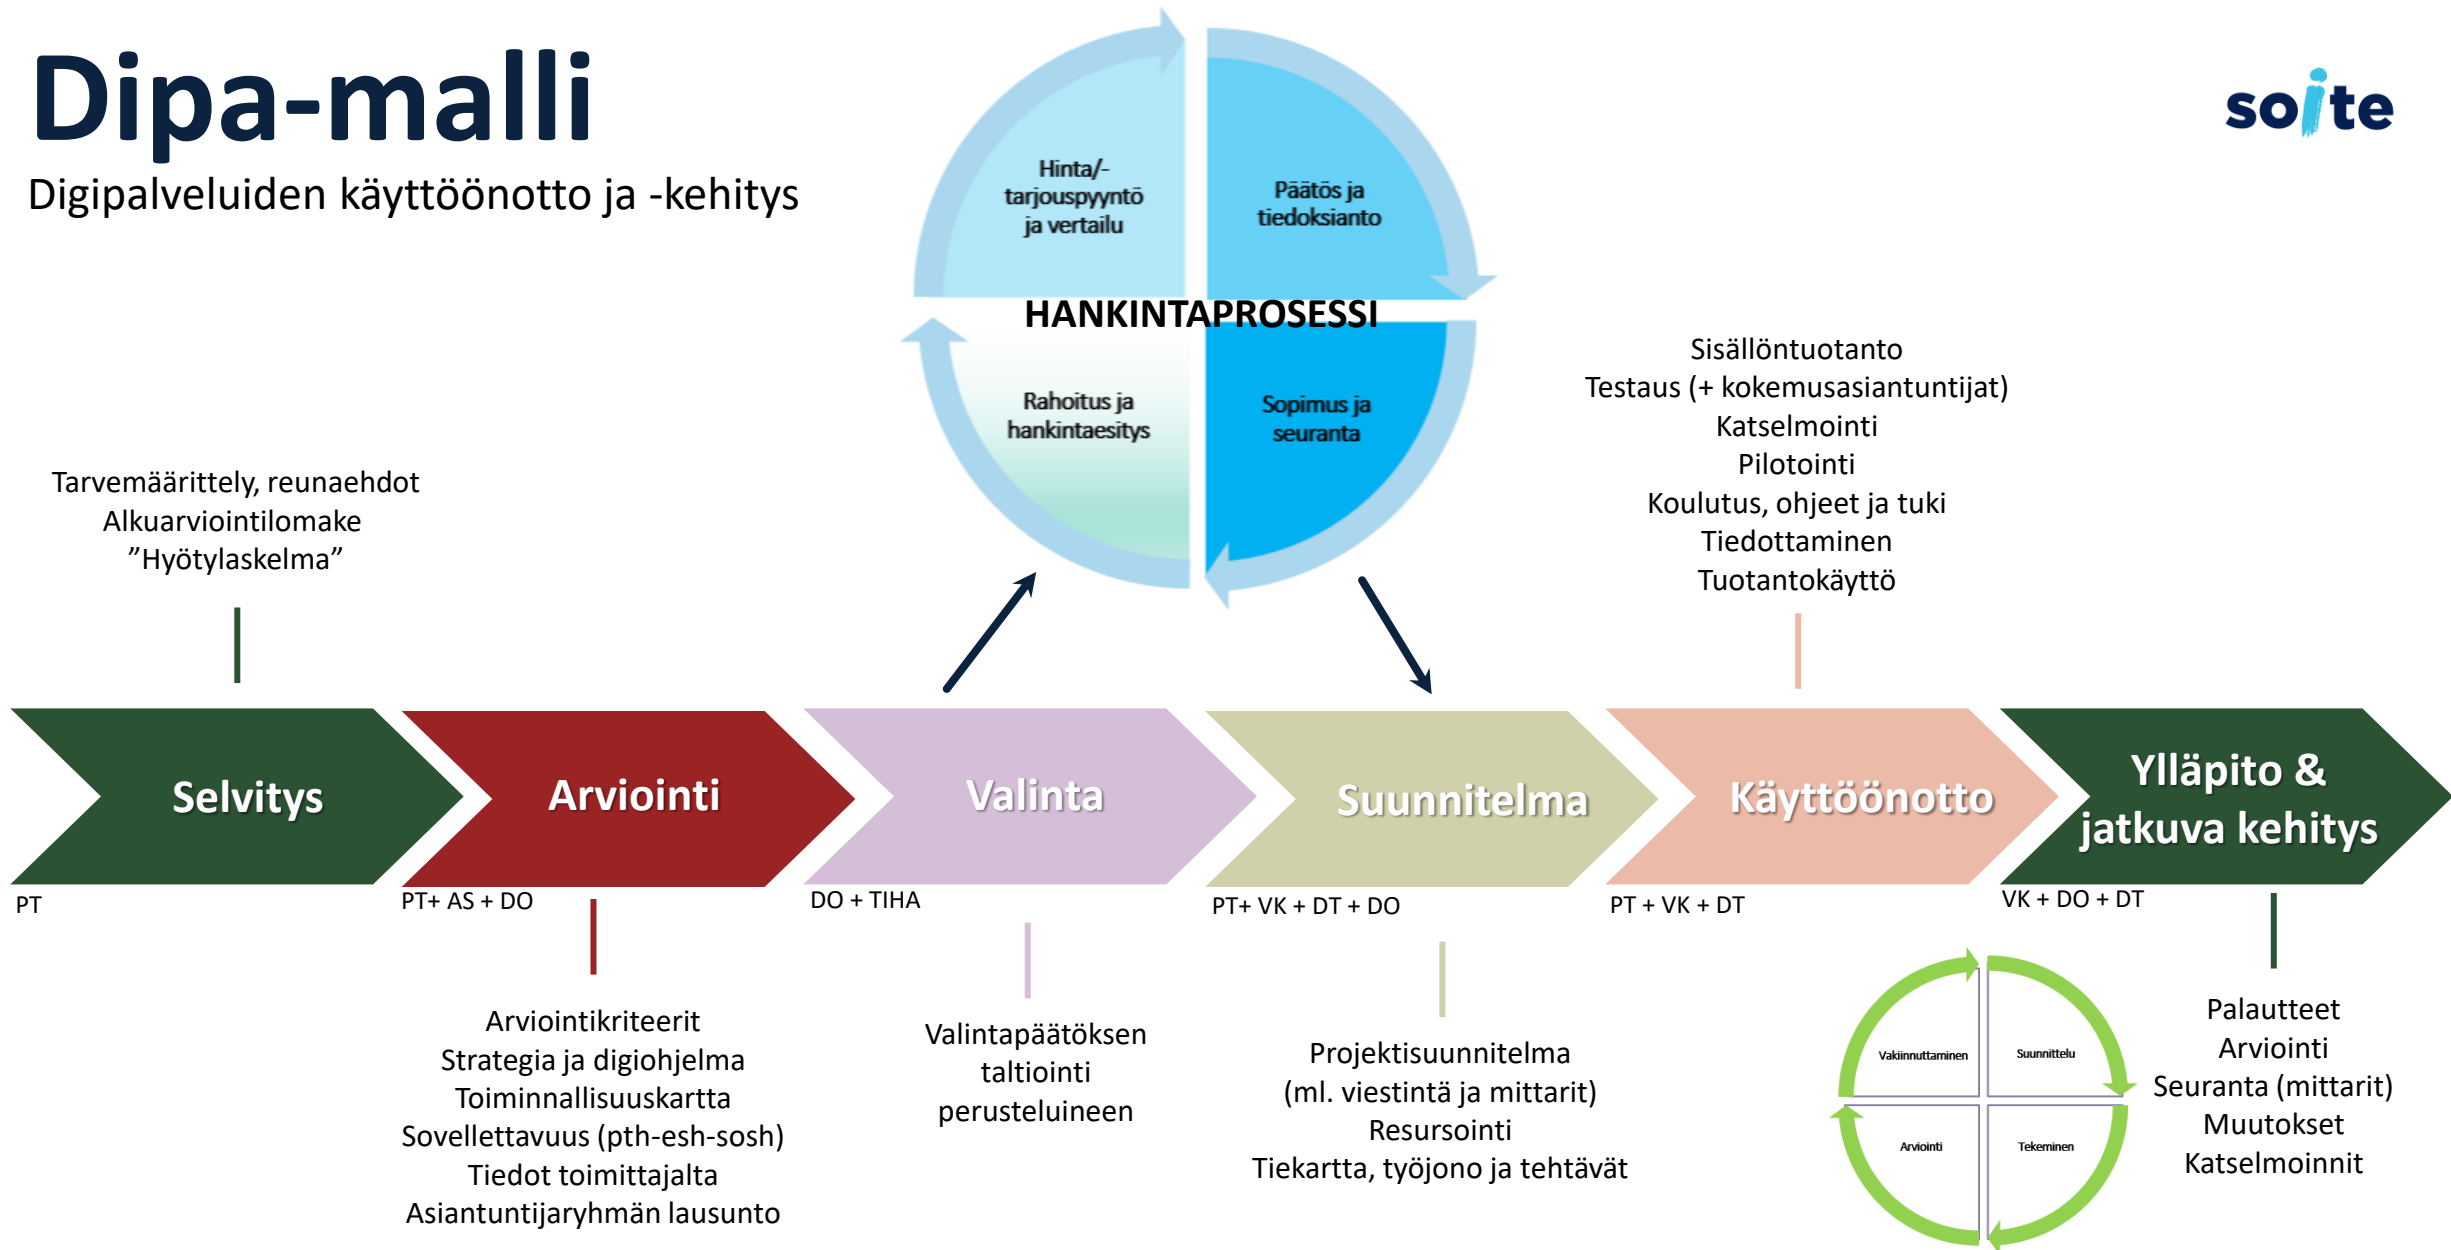 Dipa-malli
Digipalveluiden käyttöönotto ja -kehitys
soite
Hinta/-
tarjouspyyntö
ja vertailu
Päätös ja
tiedoksianto
HANKINTAPROSESSI
Rahoitus ja
hankintaesitys
Sopimus ja
seuranta
Tarvemäärittely, reunaehdot
Alkuarviointilomake
”Hyötylaskelma”
Sisällöntuotanto
Testaus (+ kokemusasiantuntijat)
Katselmointi
Pilotointi
Koulutus, ohjeet ja tuki
Tiedottaminen
Tuotantokäyttö
Selvitys
Arviointi
Valinta
Suunnitelma
Käyttöönotto
Ylläpito &
jatkuva kehitys
PT
PT+ AS + DO
DO + TIHA
PT+ VK + DT + DO
PT + VK + DT
VK + DO + DT
Arviointikriteerit
Strategia ja digiohjelma
Toiminnallisuuskartta
Sovellettavuus (pth-esh-sosh)
Tiedot toimittajalta
Asiantuntijaryhmän lausunto
Valintapäätöksen
taltiointi
perusteluineen
Projektisuunnitelma
(ml. viestintä ja mittarit)
Resursointi
Tiekartta, työjono ja tehtävät
Vakiinnuttaminen
Suunnittelu
Arviointi
Tekeminen
Palautteet
Arviointi
Seuranta (mittarit)
Muutokset
Katselmoinnit